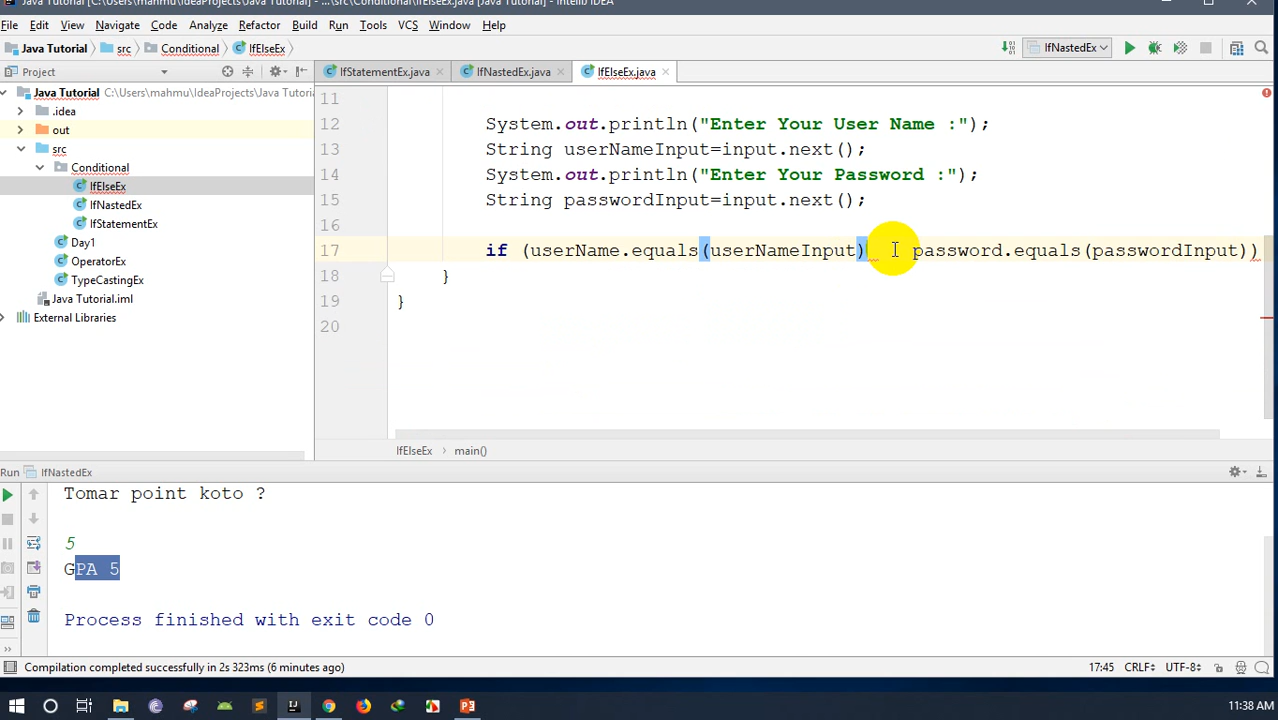 Java Tutorial [C:\Users\mahmu\IdeaProjects\Java Tutorial] - ...\src\Conditional\IfElseEx.java [Java Tutorial] - IntelliJ IDEA
File Edit View Navigate Code Analyze Refactor Build Run Tools VCS Window Help
Java Tutorial src Conditional IfElseEx IfNastedEx
Project IfStatementEx.java IfNastedEx.java IfElseEx.java
Java Tutorial C:\Users\mahmu\IdeaProjects\Java Tutori
.idea
out
src
Conditional
IfElseEx
IfNastedEx
IfStatementEx
Day1
OperatorEx
TypeCastingEx
Java Tutorial.iml
External Libraries
11
12 System.out.println("Enter Your User Name :");
13 String userNameInput=input.next();
14 System.out.println("Enter Your Password :");
15 String passwordInput=input.next();
16
17 if (userName.equals(userNameInput) password.equals(passwordInput))
18 }
19 }
20
IfElseEx main()
Run IfNastedEx
Tomar point koto ?
5
GPA 5
Process finished with exit code 0
Compilation completed successfully in 2s 323ms (6 minutes ago) 17:45 CRLF UTF-8
11:38 AM